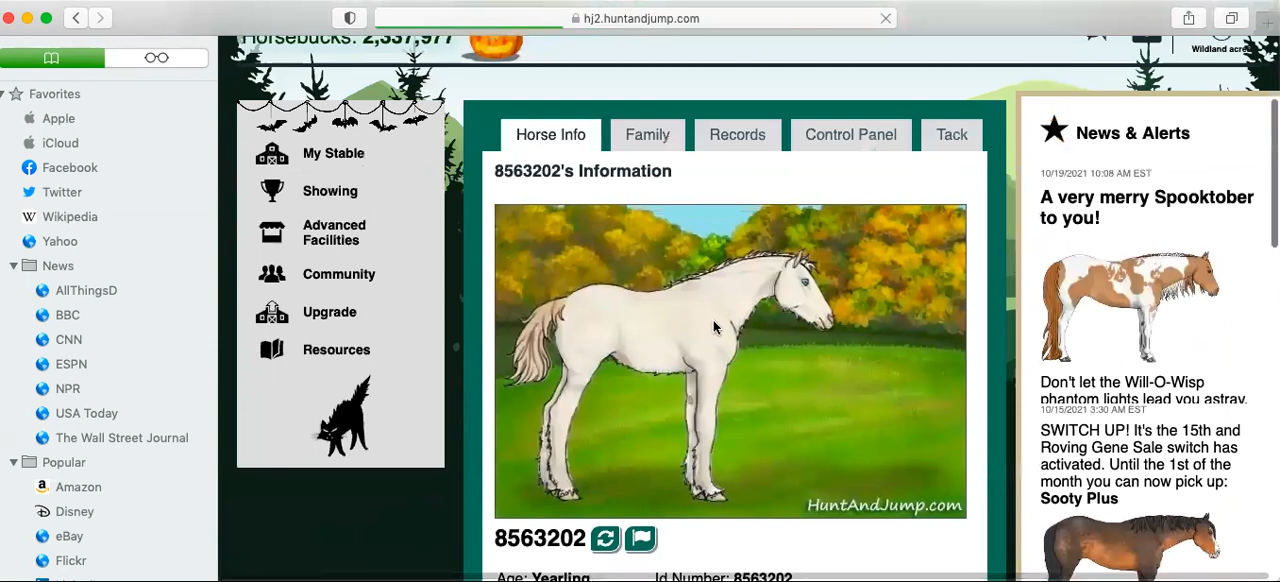 hj2.huntandjump.com
Horsebucks: 2,337,977
Wildland acres
Favorites
Apple
iCloud
Facebook
Twitter
Wikipedia
Yahoo
News
AllThingsD
BBC
CNN
ESPN
NPR
USA Today
The Wall Street Journal
Popular
Amazon
Disney
eBay
Flickr
My Stable
Showing
Advanced
Facilities
Community
Upgrade
Resources
Horse Info
Family
Records
Control Panel
Tack
8563202's Information
HuntAndJump.com
8563202
Age: Yearling
Id Number: 8563202
News & Alerts
10/19/2021 10:08 AM EST
A very merry Spooktober
to you!
Don't let the Will-O-Wisp
phantom lights lead you astray.
10/15/2021 3:30 AM EST
SWITCH UP! It's the 15th and
Roving Gene Sale switch has
activated. Until the 1st of the
month you can now pick up:
Sooty Plus